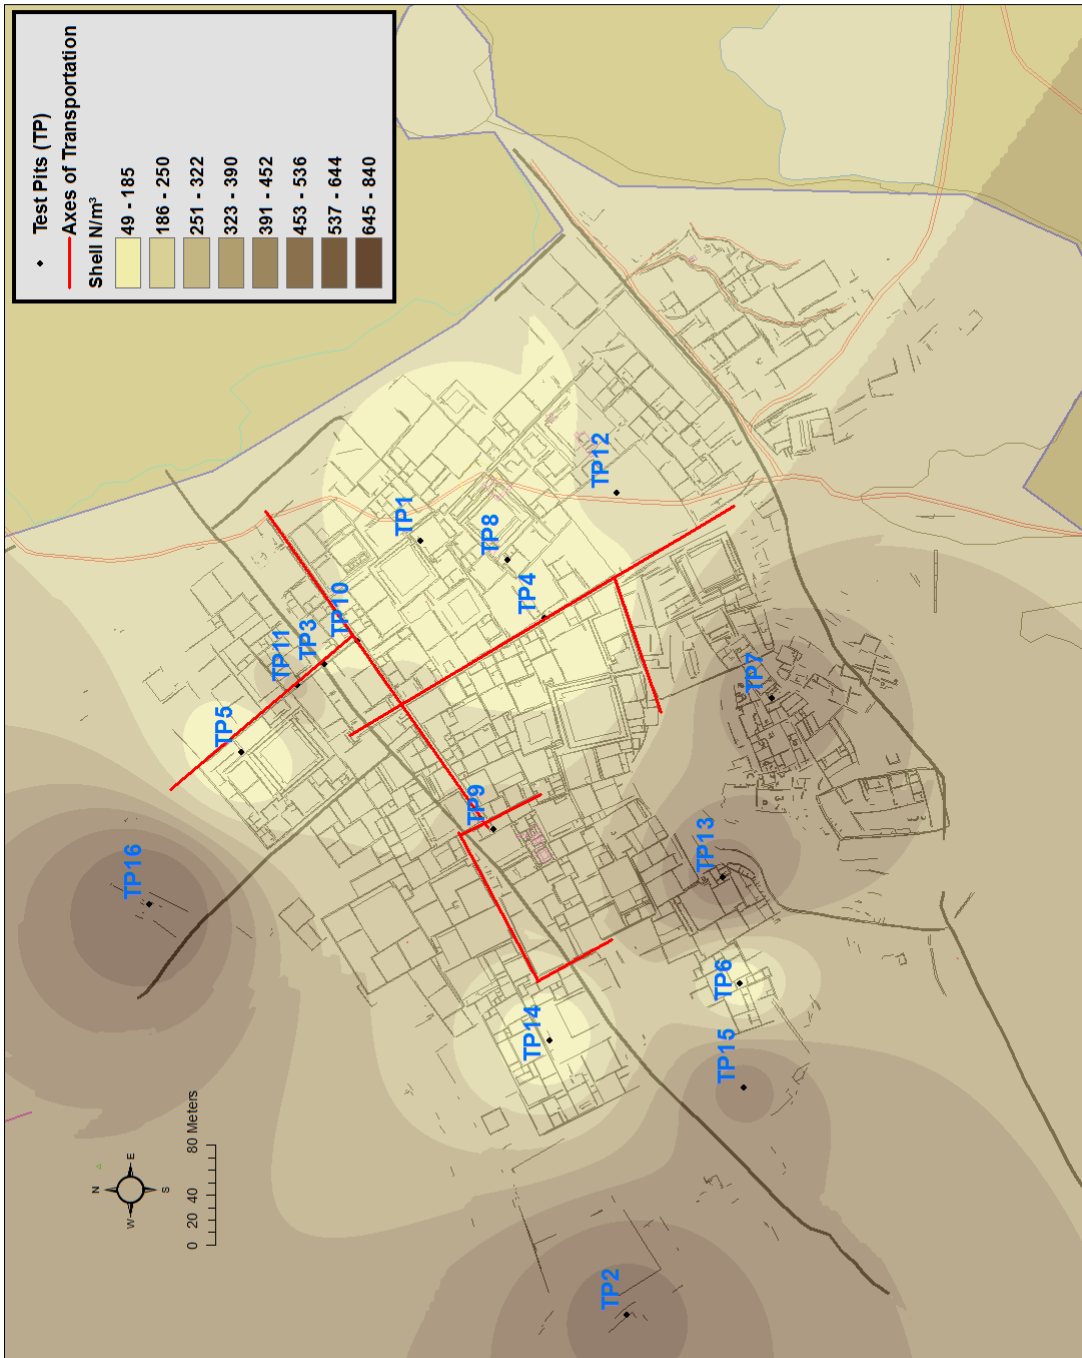 Test Pits (TP)
Axes of Transportation
Shell N/m³
49 - 185
186 - 250
251 - 322
323 - 390
391 - 452
453 - 536
537 - 644
645 - 840
N
W
E
S
0 20 40 80 Meters
TP16
TP5
TP11
TP3
TP10
TP1
TP8
TP4
TP12
TP9
TP14
TP7
TP13
TP6
TP15
TP2